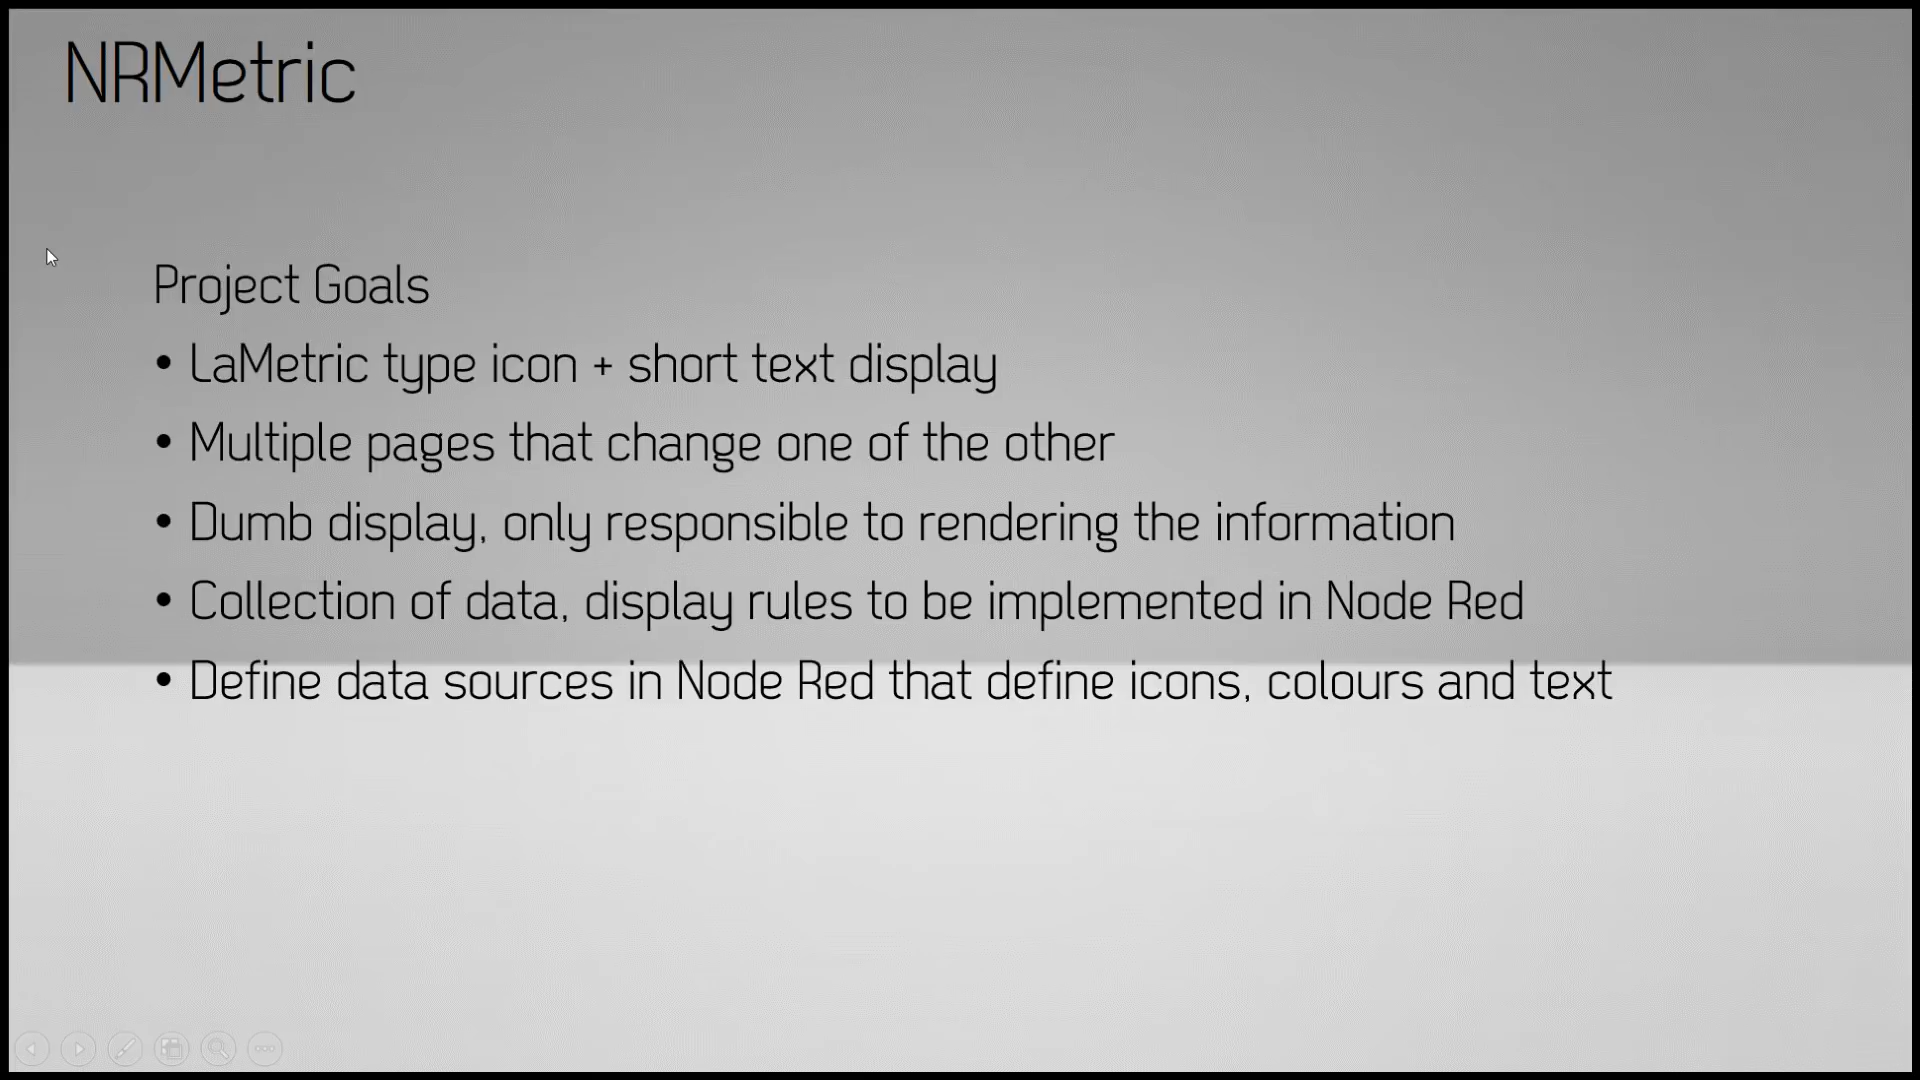 NRMetric
Project Goals
• LaMetric type icon + short text display
• Multiple pages that change one of the other
• Dumb display, only responsible to rendering the information
• Collection of data, display rules to be implemented in Node Red
• Define data sources in Node Red that define icons, colours and text